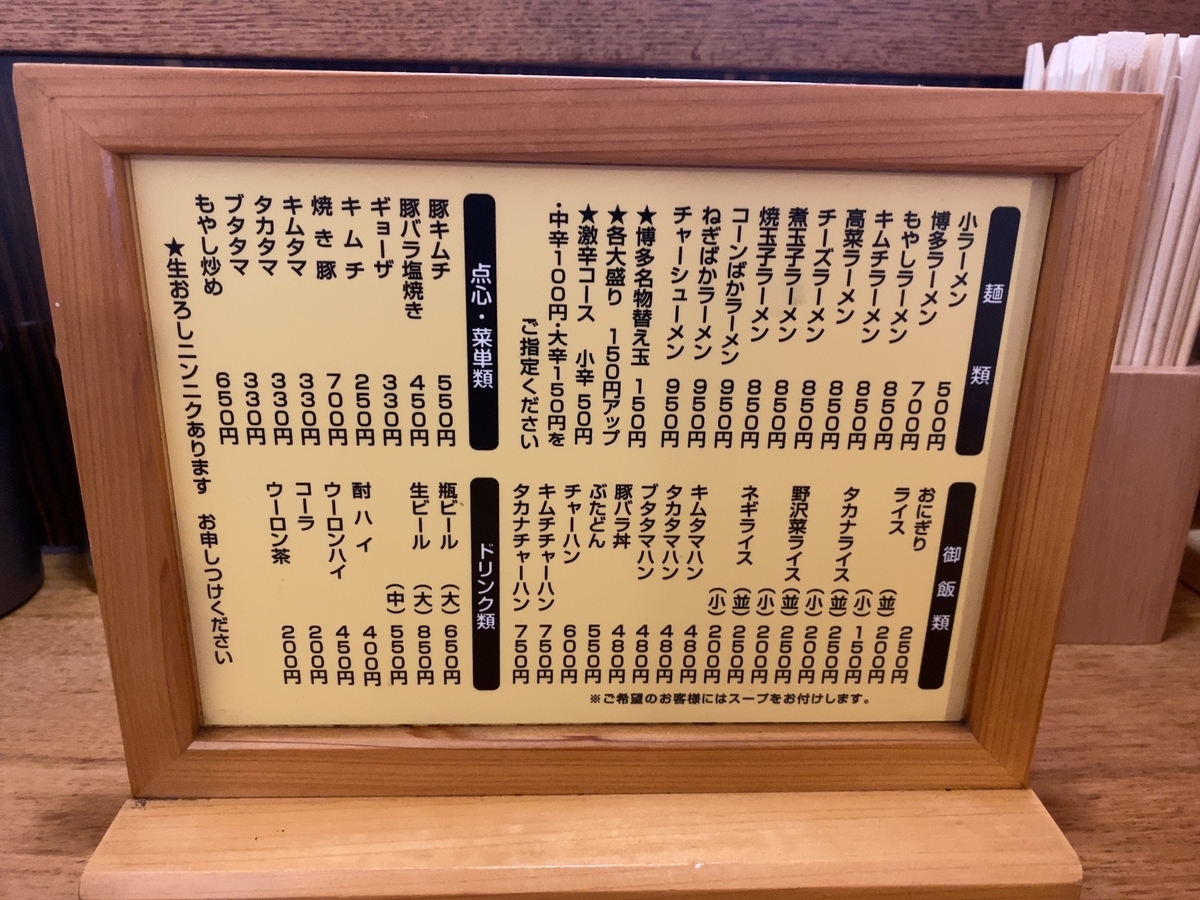 麺類
小ラーメン 500円
博多ラーメン 700円
もやしラーメン 850円
キムチラーメン 850円
高菜ラーメン 850円
チーズラーメン 850円
煮玉子ラーメン 850円
焼玉子ラーメン 850円
コーンばかラーメン 950円
ねぎばかラーメン 950円
チャーシューメン 950円
★博多名物替え玉 150円
★各大盛り 150円アップ
★激辛コース 小辛 50円
・中辛100円・大辛150円を
ご指定ください
点心・菜単類
豚キムチ 550円
豚バラ塩焼き 450円
ギョーザ 330円
キムチ 250円
焼き豚 700円
キムタマ 330円
タカタマ 330円
ブタタマ 330円
もやし炒め 650円
御飯類
おにぎり 250円
ライス (並) 200円
(小) 150円
タカナライス (並) 250円
(小) 200円
野沢菜ライス (並) 250円
(小) 200円
ネギライス (並) 250円
(小) 200円
キムタマハン 480円
タカタマハン 480円
ブタタマハン 480円
豚バラ丼 480円
ぶたどん 550円
チャーハン 600円
キムチチャーハン 750円
タカナチャーハン 750円
※ご希望のお客様にはスープをお付けします。
ドリンク類
瓶ビール (大) 650円
生ビール (大) 850円
(中) 550円
酎ハイ 400円
ウーロンハイ 450円
コーラ 200円
ウーロン茶 200円
★生おろしニンニクあります お申しつけください